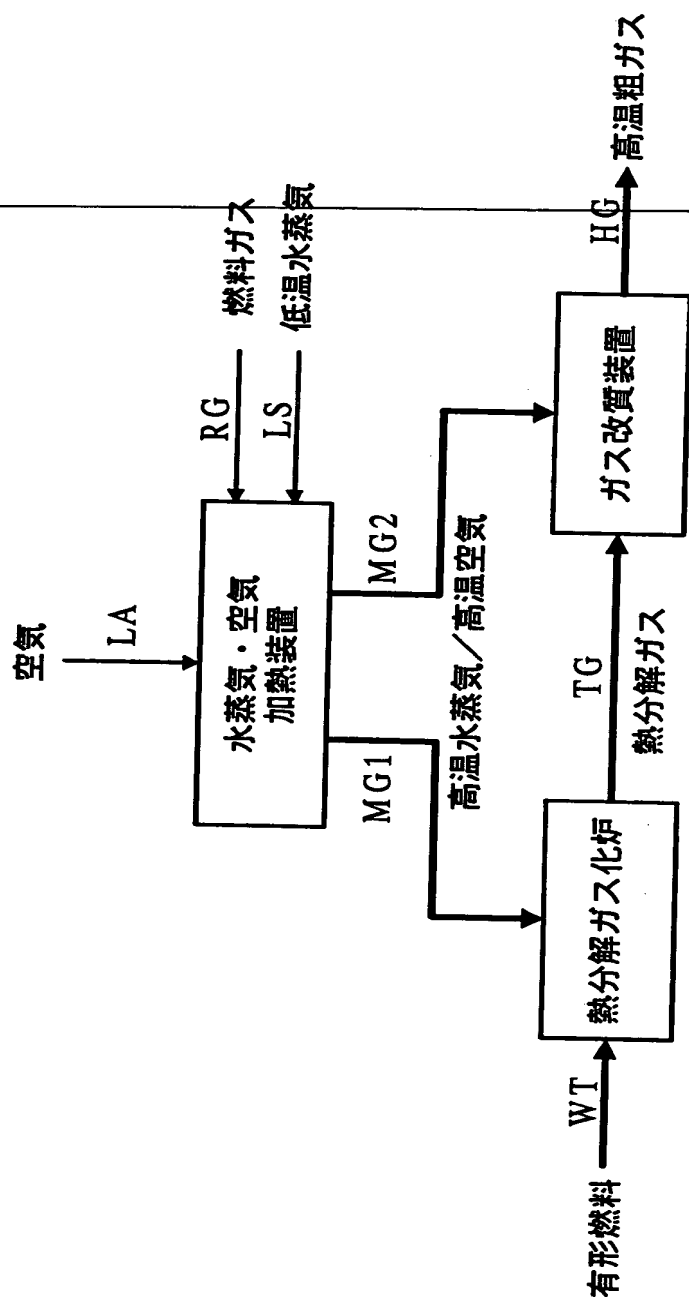 空気
LA
RG
燃料ガス
LS
低温水蒸気
水蒸気・空気
加熱装置
MG1
MG2
高温水蒸気／高温空気
有形燃料
WT
熱分解ガス化炉
TG
熱分解ガス
ガス改質装置
HG
高温粗ガス